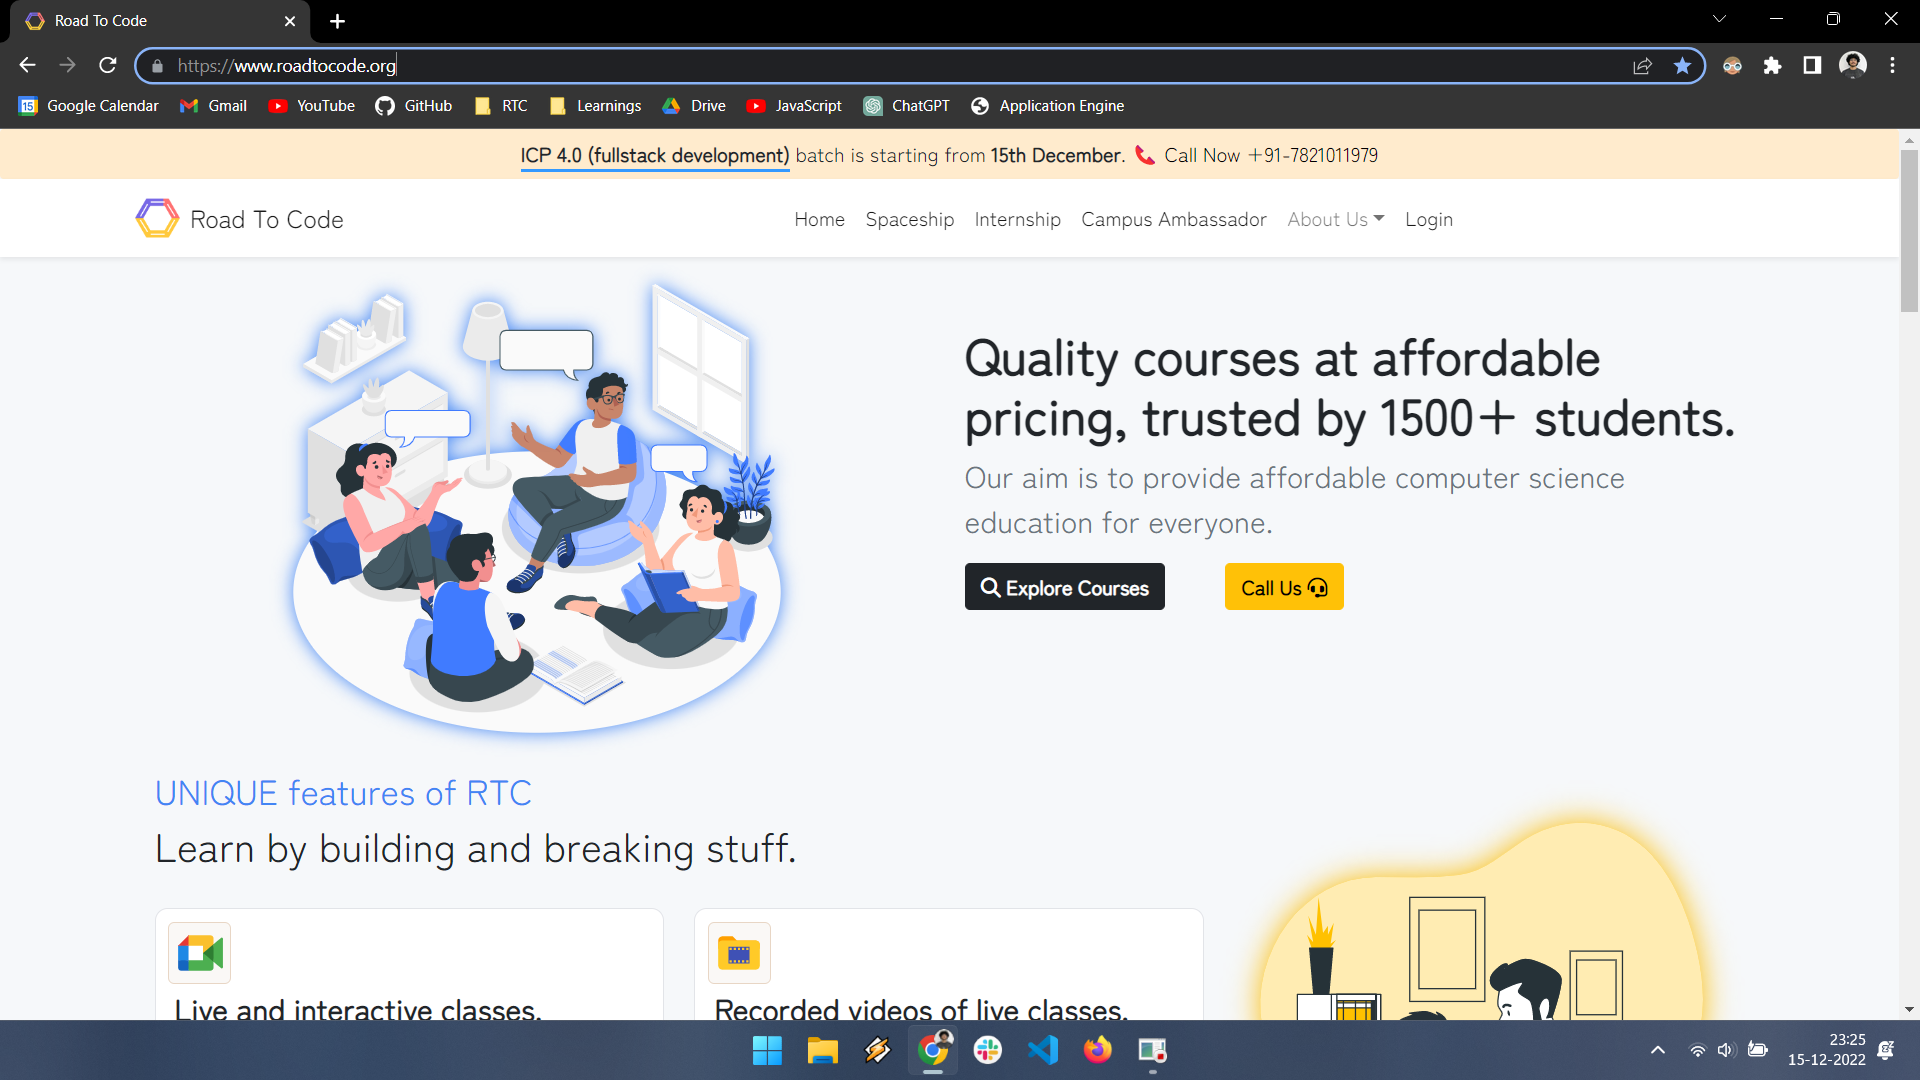 Road To Code
https://www.roadtocode.org
Google Calendar Gmail YouTube GitHub RTC Learnings Drive JavaScript ChatGPT Application Engine
ICP 4.0 (fullstack development) batch is starting from 15th December. Call Now +91-7821011979
Road To Code
Home Spaceship Internship Campus Ambassador About Us Login
Quality courses at affordable
pricing, trusted by 1500+ students.
Our aim is to provide affordable computer science
education for everyone.
Explore Courses Call Us
UNIQUE features of RTC
Learn by building and breaking stuff.
Live and interactive classes. Recorded videos of live classes.
23:25
15-12-2022